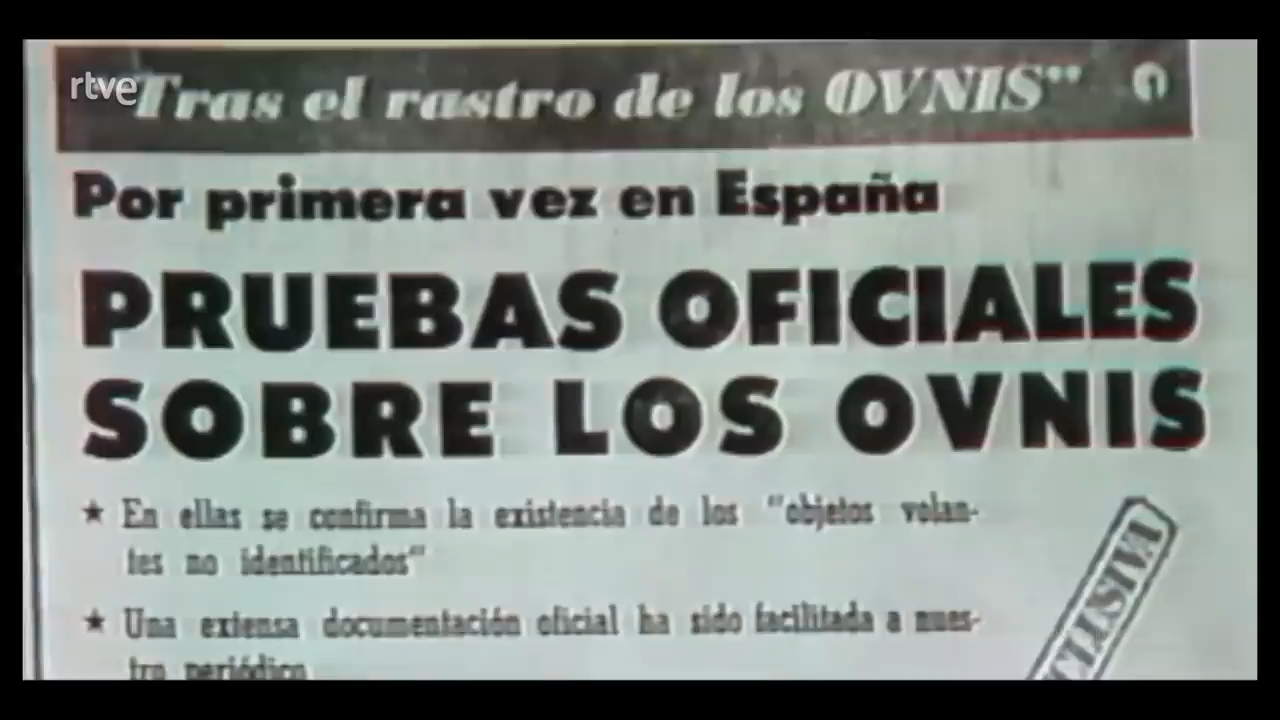 rtve
"Tras el rastro de los OVNIS"
Por primera vez en España
PRUEBAS OFICIALES
SOBRE LOS OVNIS
★ En ellas se confirma la existencia de los "objetos volan-
tes no identificados"
★ Una extensa documentación oficial ha sido facilitada a nues-
tro periódico
CLUSIVA